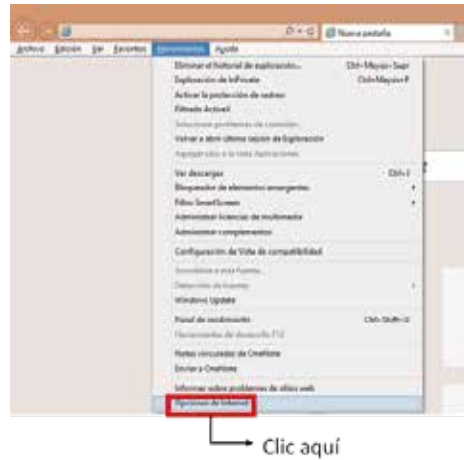 Nueva pestaña
Archivo Edición Ver Favoritos Herramientas Ayuda
Eliminar el historial de exploración... Ctrl+Mayús+Supr
Exploración de InPrivate Ctrl+Mayús+P
Activar la protección de rastreo
Filtrado ActiveX
Solucionar problemas de conexión...
Volver a abrir última sesión de exploración
Agregar sitio a la vista Aplicaciones
Ver descargas Ctrl+J
Bloqueador de elementos emergentes
Filtro SmartScreen
Administrar licencias de multimedia
Administrar complementos
Configuración de Vista de compatibilidad
Suscribirse a esta fuente...
Detección de fuentes
Windows Update
Panel de rendimiento Ctrl+Shift+U
Herramientas de desarrollo F12
Notas vinculadas de OneNote
Enviar a OneNote
Informar sobre problemas de sitios web
Opciones de Internet
Clic aquí